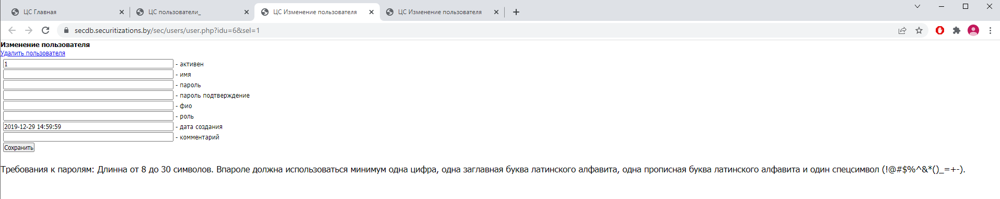 ЦС Главная
ЦС пользователи_
ЦС Изменение пользователя
ЦС Изменение пользователя
secdb.securitizations.by/sec/users/user.php?idu=6&sel=1
Изменение пользователя
Удалить пользователя
1 - активен
- имя
- пароль
- пароль подтверждение
- фио
- роль
2019-12-29 14:59:59 - дата создания
- комментарий
Сохранить
Требования к паролям: Длинна от 8 до 30 символов. Впароле должна использоваться минимум одна цифра, одна заглавная буква латинского алфавита, одна прописная буква латинского алфавита и один спецсимвол (!@#$%^&*()_=+-).